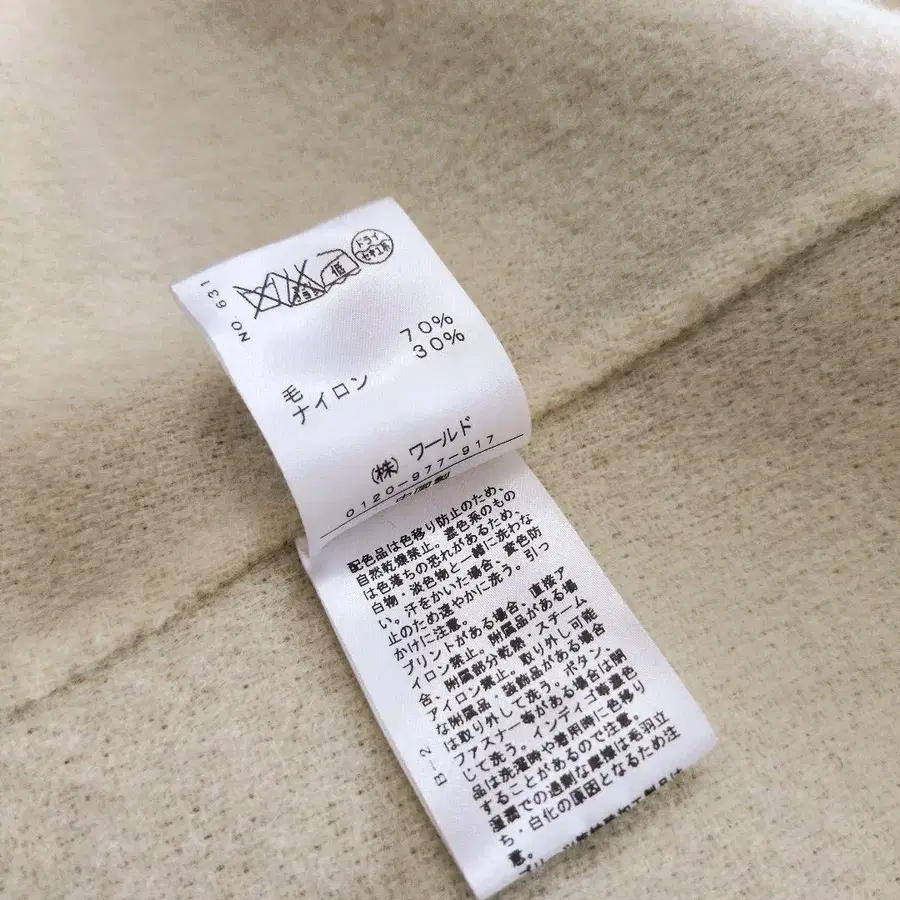 NO. 631
ドライ
セキユ系
低
毛 70%
ナイロン 30%
(株) ワールド
0120-977-917
中国製
配色品は色移り防止のため、
自然乾燥禁止。濃色系のもの
は色落ちの恐れがあるため、
白物・淡色物と一緒に洗わな
い。汗をかいた場合、変色防
止のため速やかに洗う。引っ
かけに注意。
プリントがある場合、直接ア
イロン禁止。附属品がある場
合、附属部分乾熱・スチーム
アイロン禁止。取り外し可能
な附属品・装飾品がある場合
は取り外して洗う。ボタン、
ファスナー等がある場合は閉
じて洗う。インディゴ等濃色
品は洗濯時や着用時に色移り
することがあるので注意。
湿潤での過剰な摩擦は毛羽立
ち・白化の原因となるため注
意。
B-2